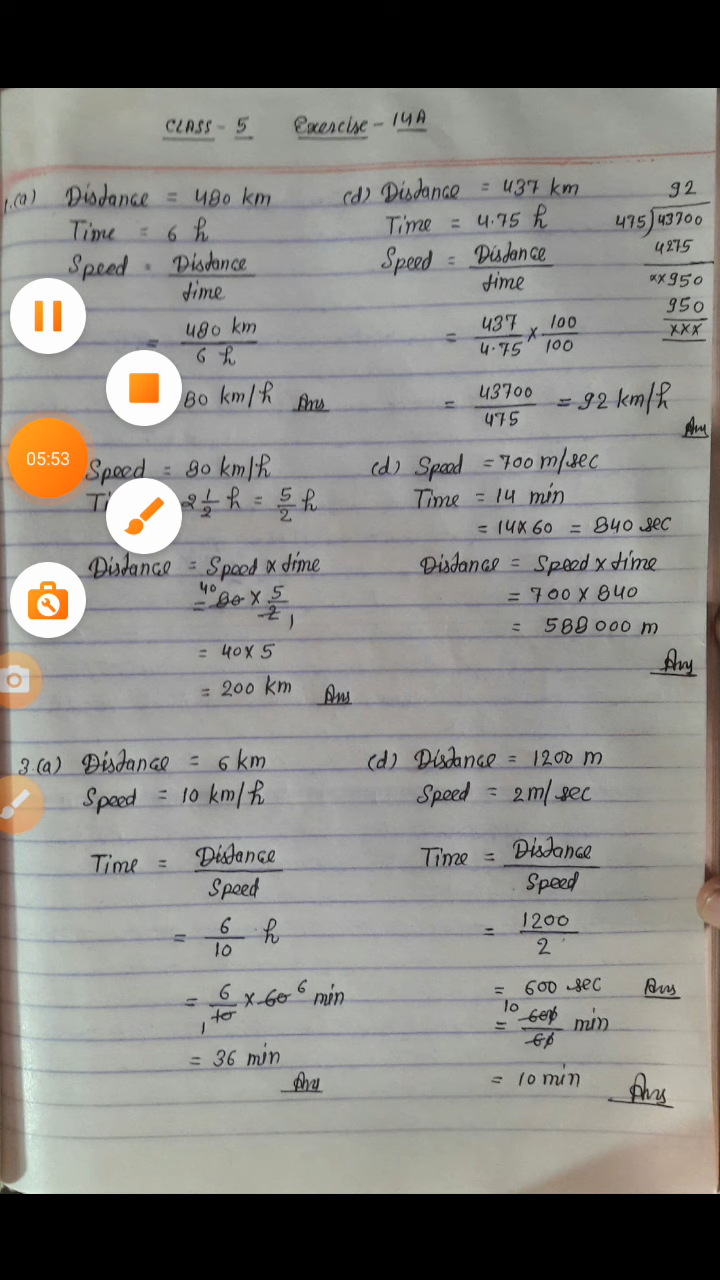 CLASS - 5 Exercise - 14A
1.(a) Distance = 480 km
Time = 6 h
Speed = Distance / time
= 480 km / 6 h
80 km/h Ans
(d) Distance = 437 km
Time = 4.75 h
Speed = Distance / time
= 437 / 4.75 × 100 / 100
= 43700 / 475 = 92 km/h
Ans
92
475)43700
4275
××950
950
×××
05:53
Speed = 80 km/h
2 1/2 h = 5/2 h
Distance = Speed × time
40
= 80 × 5 / 2 1
= 40 × 5
= 200 km Ans
(d) Speed = 700 m/sec
Time = 14 min
= 14×60 = 840 sec
Distance = Speed × time
= 700 × 840
= 588000 m
Ans
3.(a) Distance = 6 km
Speed = 10 km/h
Time = Distance / Speed
= 6 / 10 h
= 6 / 10 1 × 60 6 min
= 36 min
Ans
(d) Distance = 1200 m
Speed = 2m/sec
Time = Distance / Speed
= 1200 / 2
= 600 sec Ans
10
= 600 / 60 min
= 10 min Ans